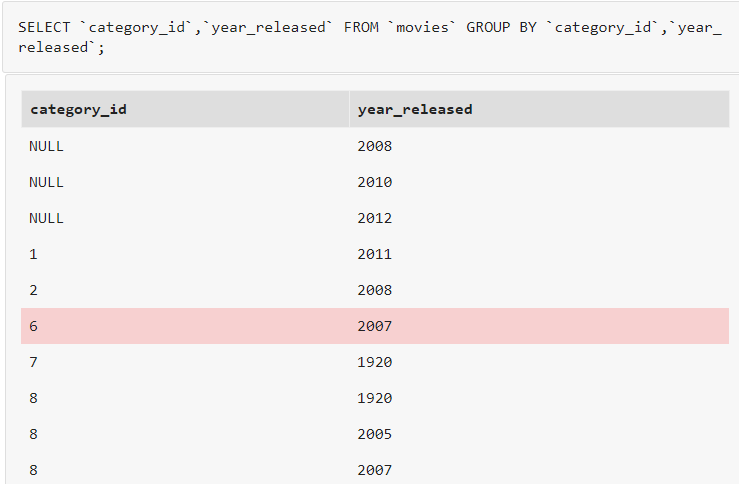 SELECT `category_id`,`year_released` FROM `movies` GROUP BY `category_id`,`year_
released`;
category_id year_released
NULL 2008
NULL 2010
NULL 2012
1 2011
2 2008
6 2007
7 1920
8 1920
8 2005
8 2007